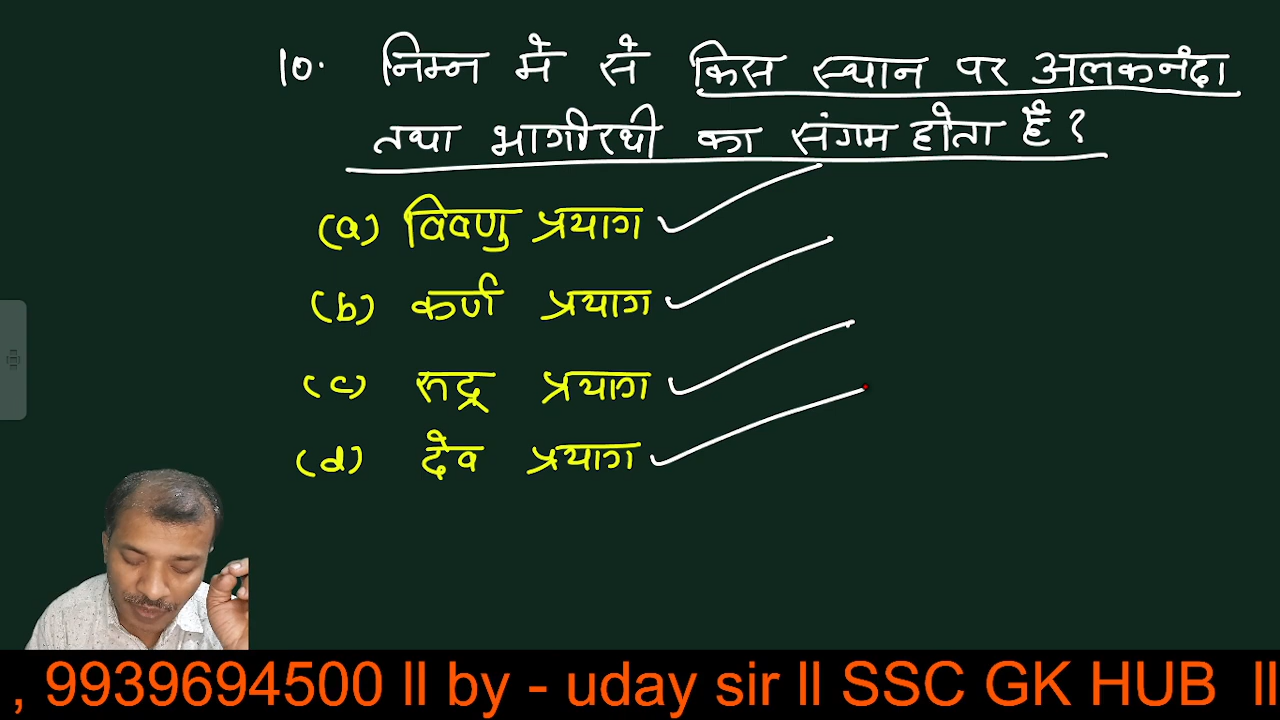 10. निम्न में से किस स्थान पर अलकनंदा
तथा भागीरथी का संगम होता है ?
(a) विष्णु प्रयाग
(b) कर्ण प्रयाग
(c) रुद्र प्रयाग
(d) देव प्रयाग
, 9939694500 ll by - uday sir ll SSC GK HUB ll